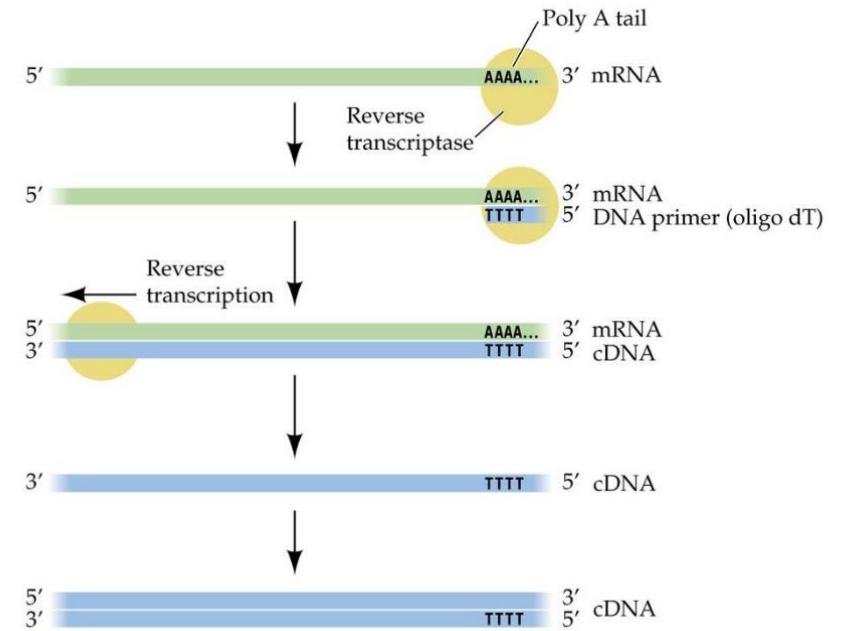 Poly A tail
5′ AAAA... 3′ mRNA
Reverse
transcriptase
5′ AAAA... 3′ mRNA
TTTT 5′ DNA primer (oligo dT)
Reverse
transcription
5′ AAAA... 3′ mRNA
3′ TTTT 5′ cDNA
3′ TTTT 5′ cDNA
5′ 3′
cDNA
3′ TTTT 5′